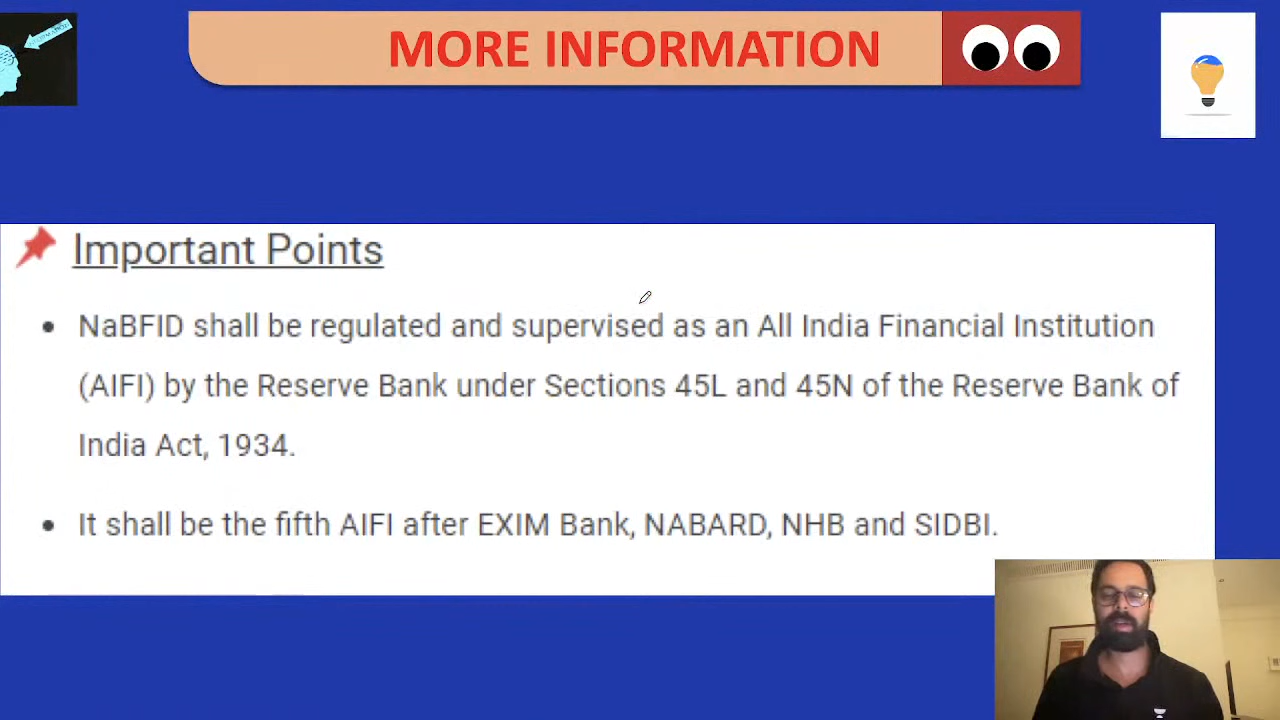 MORE INFORMATION
Important Points
• NaBFID shall be regulated and supervised as an All India Financial Institution
(AIFI) by the Reserve Bank under Sections 45L and 45N of the Reserve Bank of
India Act, 1934.
• It shall be the fifth AIFI after EXIM Bank, NABARD, NHB and SIDBI.